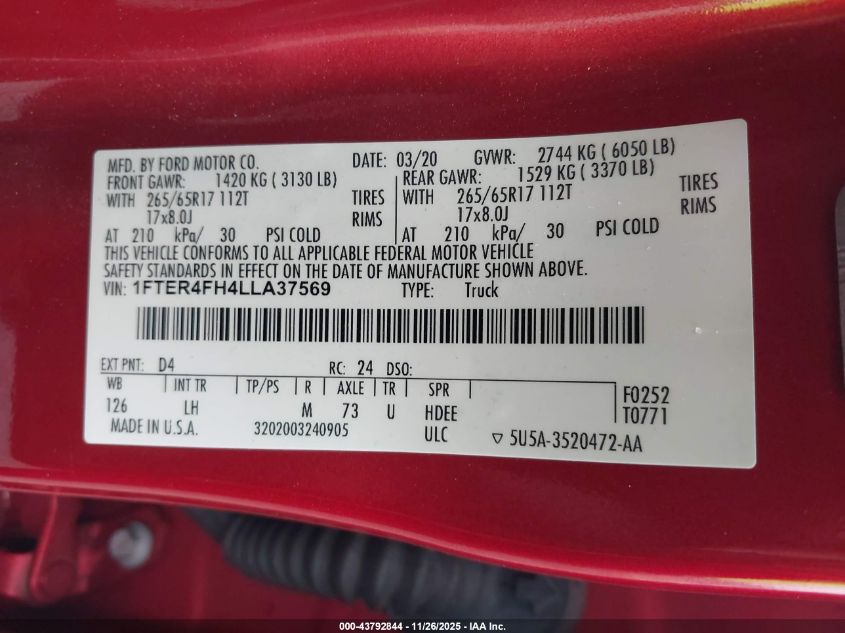 MFD. BY FORD MOTOR CO. DATE: 03/20 GVWR: 2744 KG ( 6050 LB)
FRONT GAWR: 1420 KG ( 3130 LB) REAR GAWR: 1529 KG ( 3370 LB)
WITH 265/65R17 112T TIRES WITH 265/65R17 112T TIRES
17x8.0J RIMS 17x8.0J RIMS
AT 210 kPa/ 30 PSI COLD AT 210 kPa/ 30 PSI COLD
THIS VEHICLE CONFORMS TO ALL APPLICABLE FEDERAL MOTOR VEHICLE
SAFETY STANDARDS IN EFFECT ON THE DATE OF MANUFACTURE SHOWN ABOVE.
VIN: 1FTER4FH4LLA37569 TYPE: Truck
EXT PNT: D4 RC: 24 DSO:
WB INT TR TP/PS R AXLE TR SPR F0252
126 LH M 73 U HDEE T0771
MADE IN U.S.A. 3202003240905 ULC ▽ 5U5A-3520472-AA
000-43792844 - 11/26/2025 - IAA Inc.